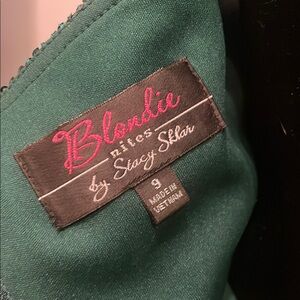 Blondie
nites
by Stacy Sklar
9
MADE IN
VIETNAM